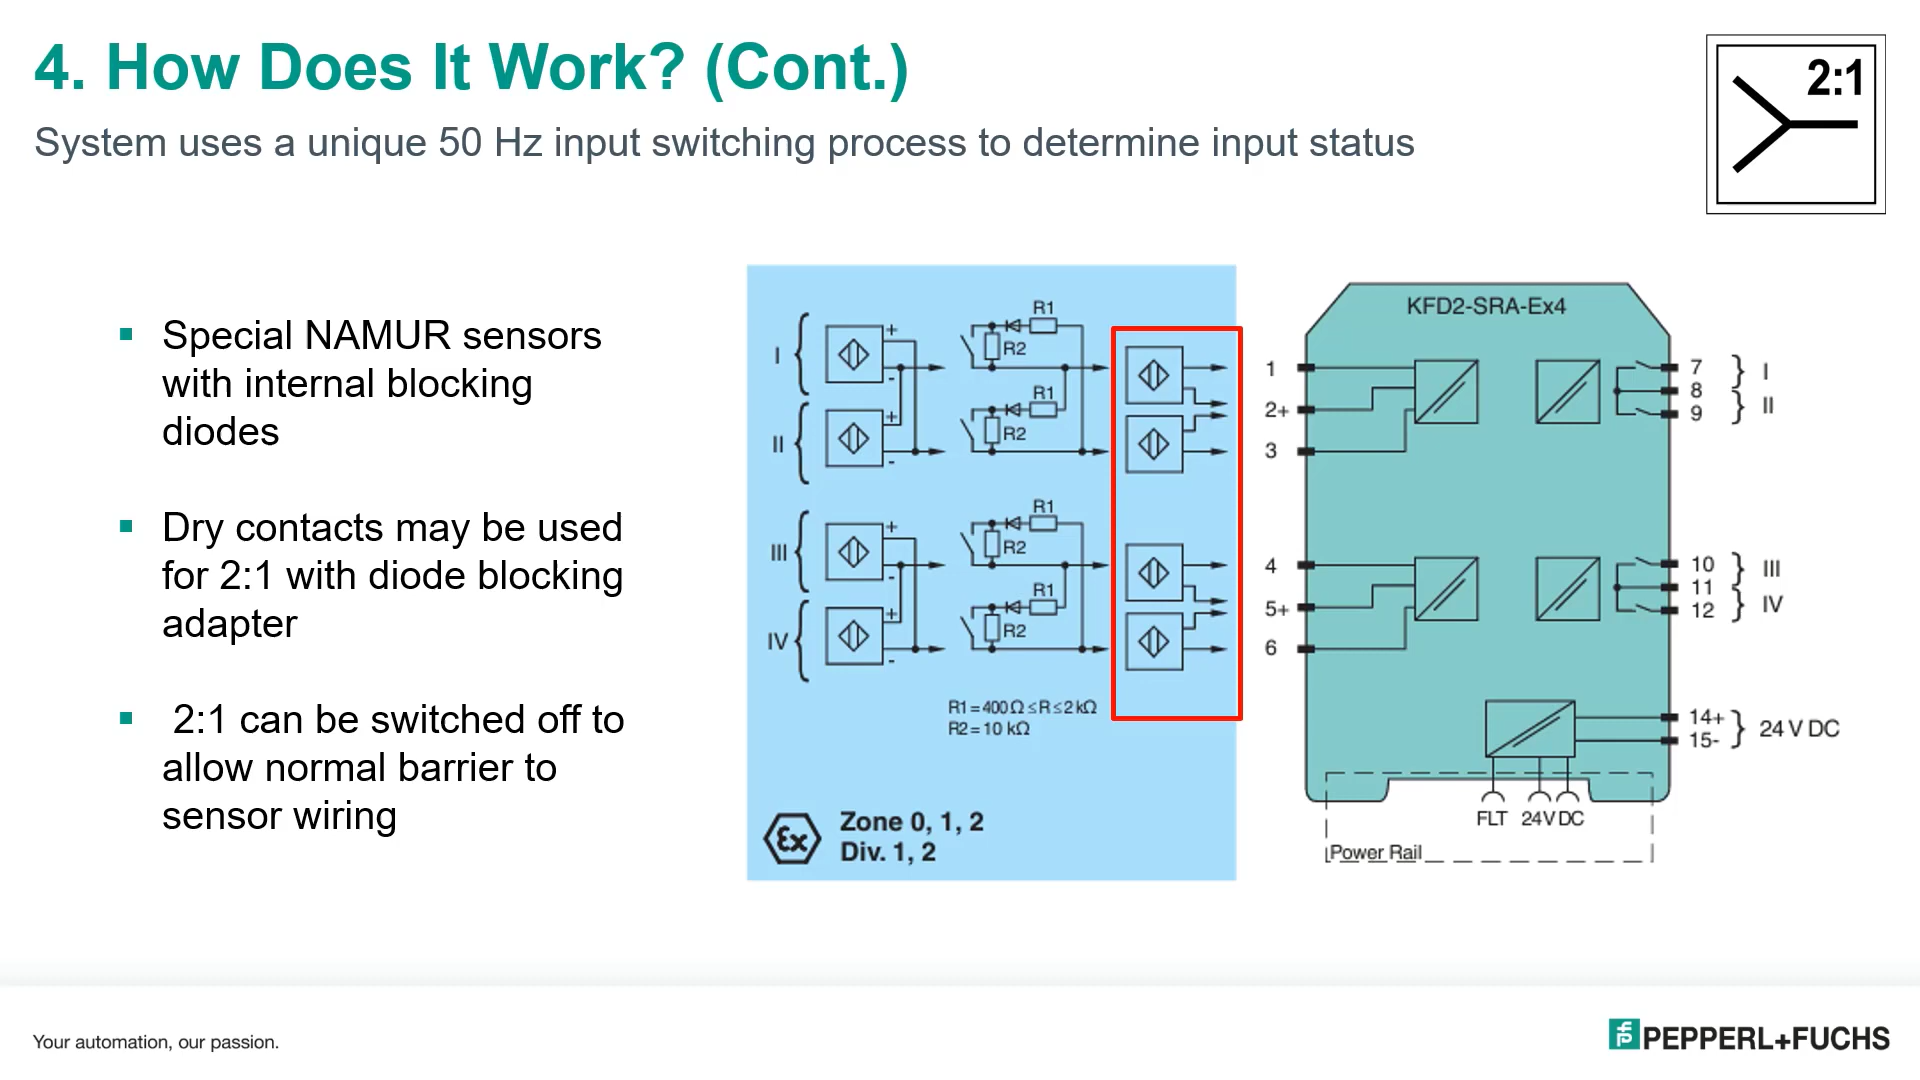 4. How Does It Work? (Cont.)
System uses a unique 50 Hz input switching process to determine input status
2:1
▪ Special NAMUR sensors
with internal blocking
diodes
▪ Dry contacts may be used
for 2:1 with diode blocking
adapter
▪ 2:1 can be switched off to
allow normal barrier to
sensor wiring
I
+
-
II
+
-
R1
R2
R1
R2
III
+
-
IV
+
-
R1
R2
R1
R2
R1 = 400 Ω ≤ R ≤ 2 kΩ
R2 = 10 kΩ
Ex
Zone 0, 1, 2
Div. 1, 2
KFD2-SRA-Ex4
1
2+
3
4
5+
6
7
8
9
I
II
10
11
12
III
IV
14+
15-
24 V DC
FLT 24V DC
Power Rail
Your automation, our passion.
PEPPERL+FUCHS